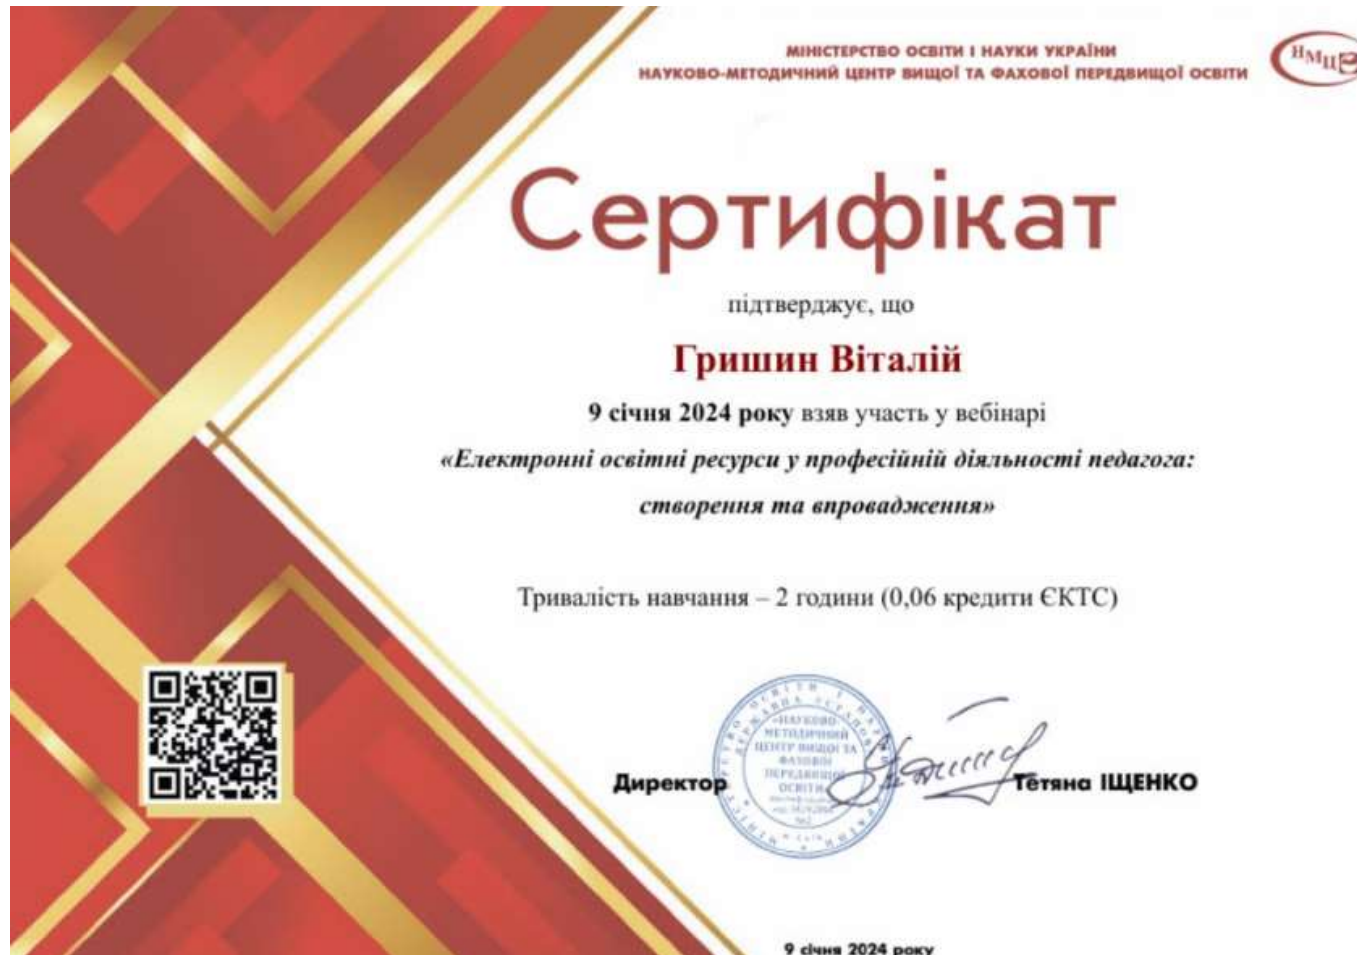 МІНІСТЕРСТВО ОСВІТИ І НАУКИ УКРАЇНИ
НАУКОВО-МЕТОДИЧНИЙ ЦЕНТР ВИЩОЇ ТА ФАХОВОЇ ПЕРЕДВИЩОЇ ОСВІТИ
НМЦ
Сертифікат
підтверджує, що
Гришин Віталій
9 січня 2024 року взяв участь у вебінарі
«Електронні освітні ресурси у професійній діяльності педагога:
створення та впровадження»
Тривалість навчання – 2 години (0,06 кредити ЄКТС)
«НАУКОВО-
МЕТОДИЧНИЙ
ЦЕНТР ВИЩОЇ ТА
ФАХОВОЇ
ПЕРЕДВИЩОЇ
ОСВІТИ»
Директор
Тетяна ІЩЕНКО
9 січня 2024 року